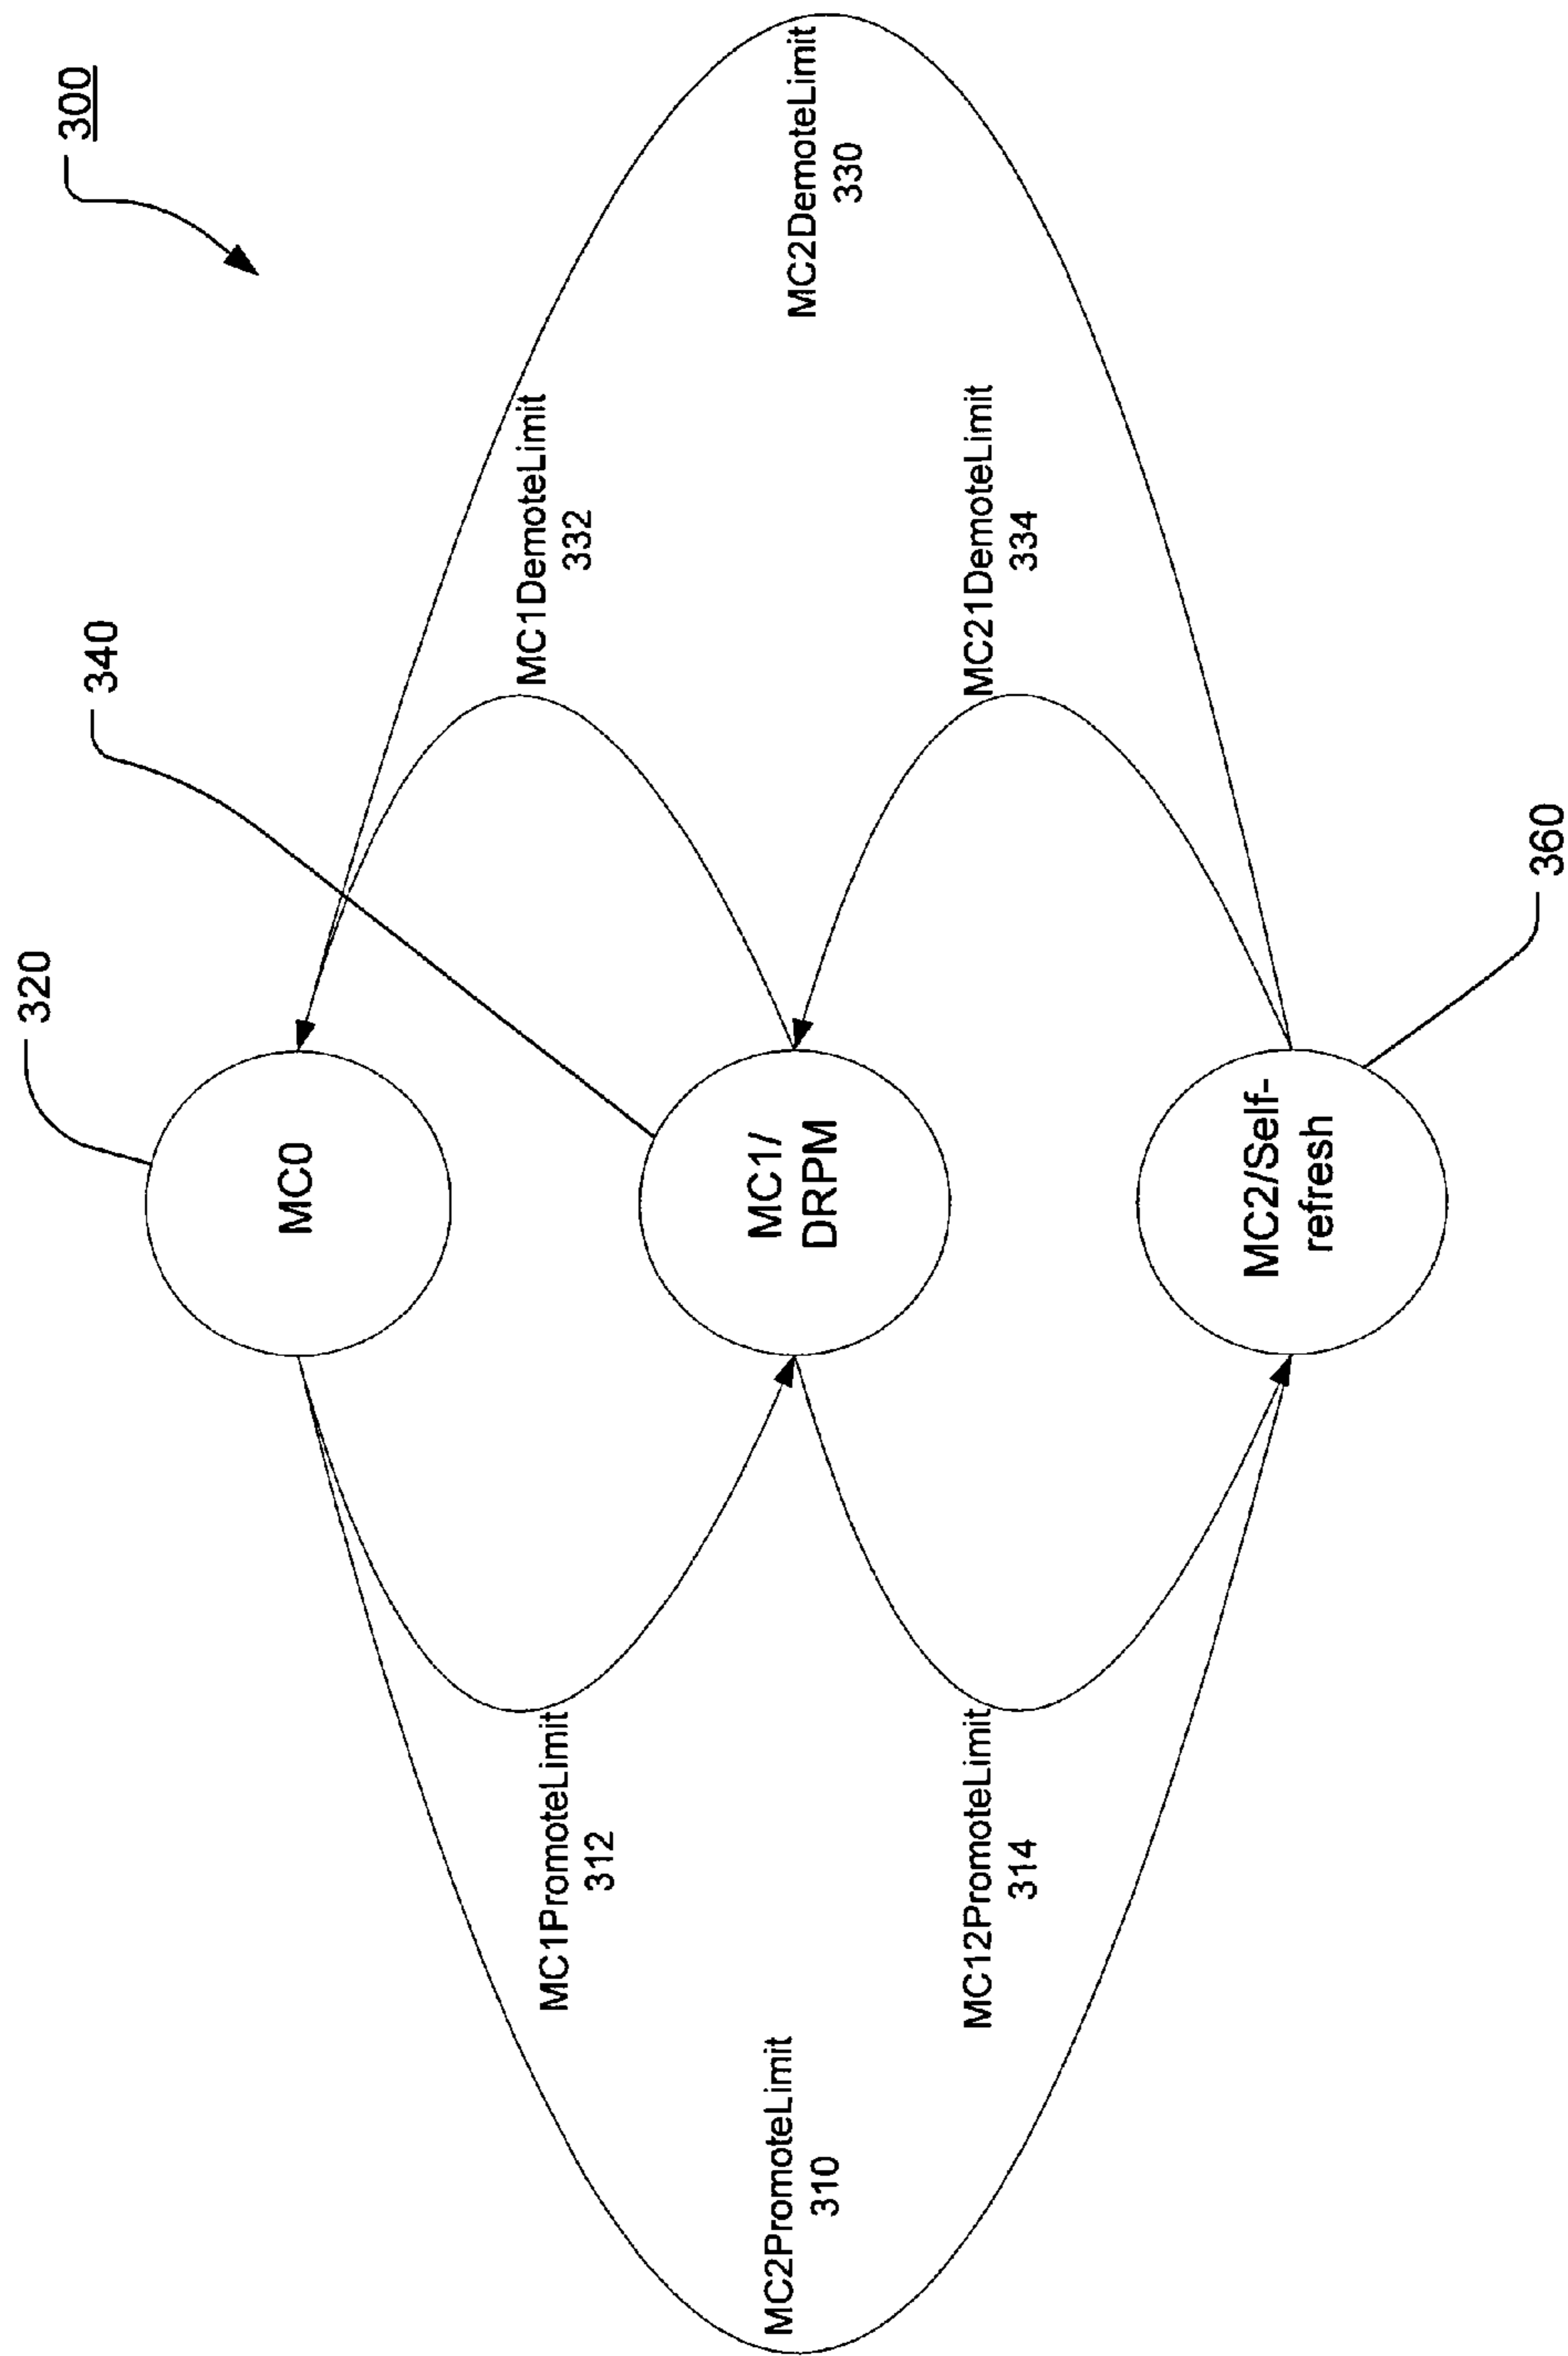 300
320
340
MC0
MC1PromoteLimit
312
MC1DemoteLimit
332
MC2PromoteLimit
310
MC1/
DRPM
MC2DemoteLimit
330
MC12PromoteLimit
314
MC21DemoteLimit
334
MC2/Self-
refresh
360